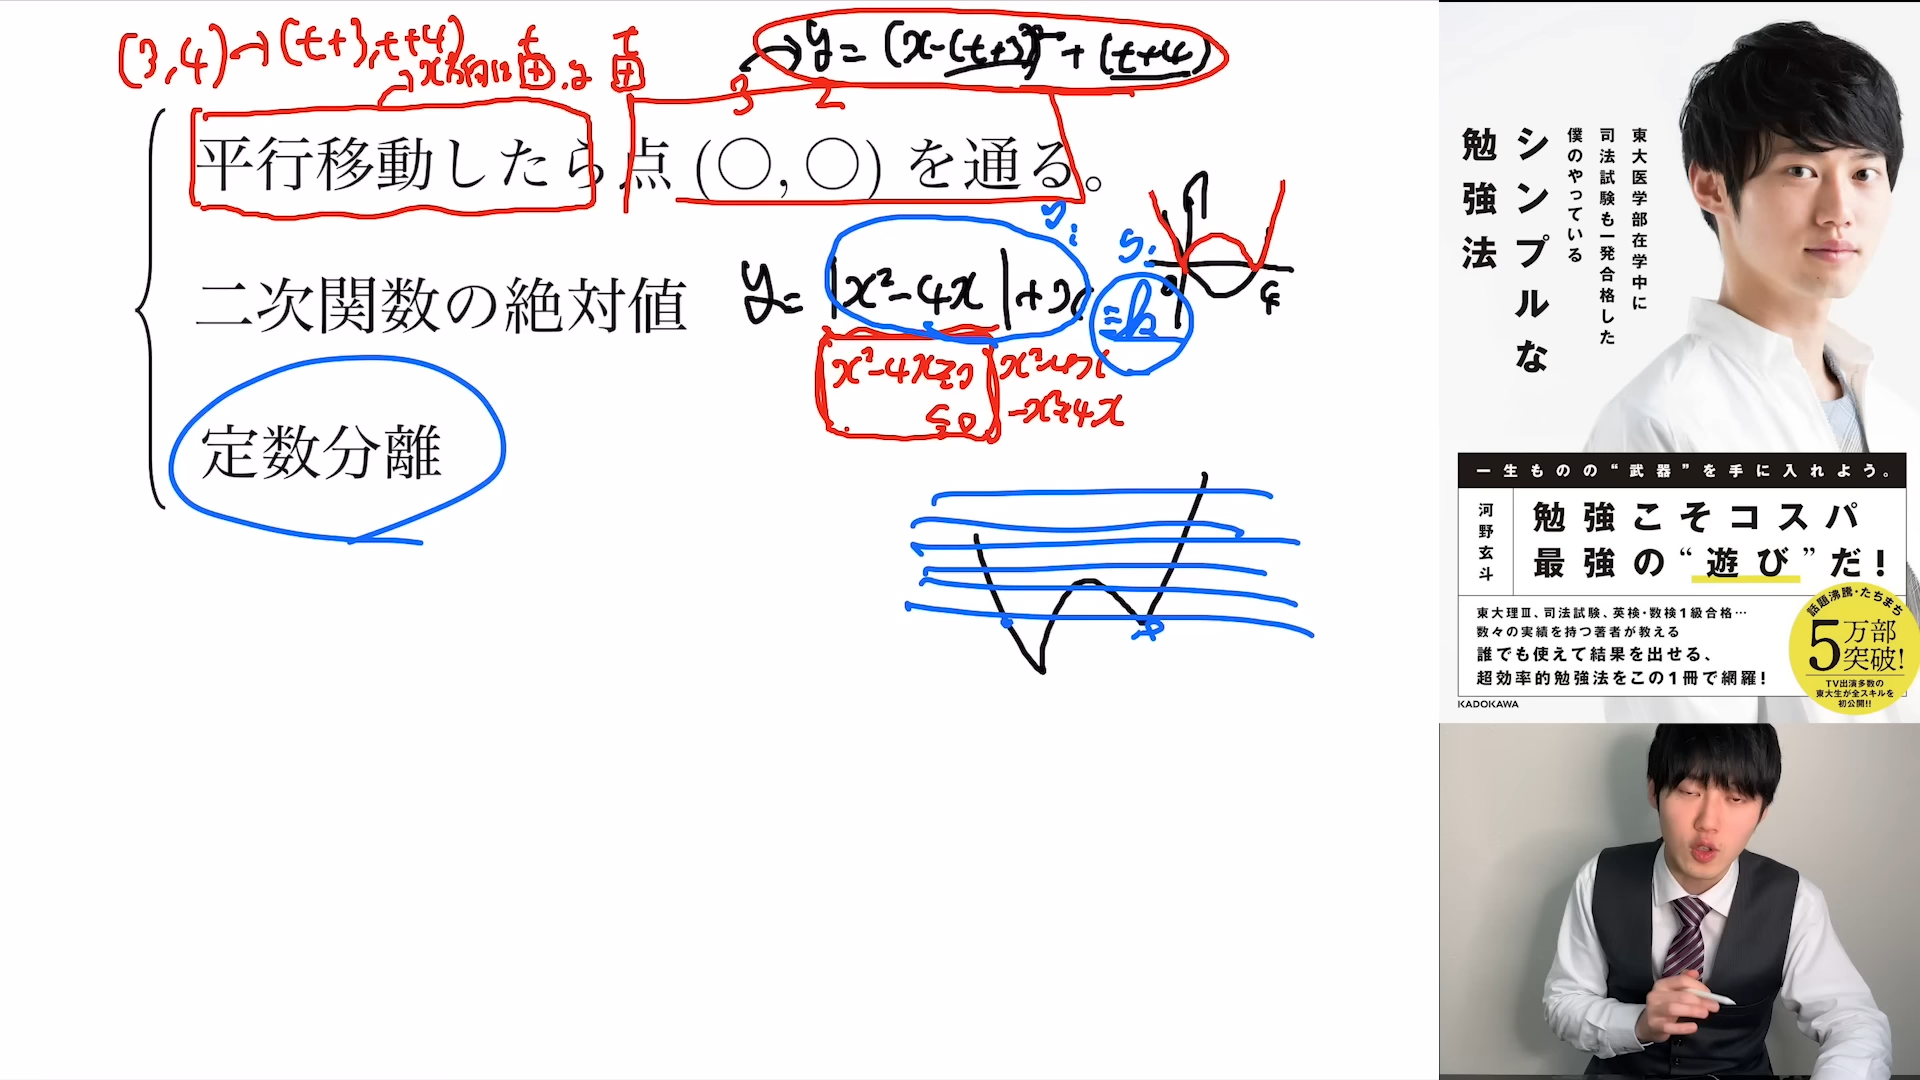 (3,4)→(t+3,t+4)
x方向に t, y t
y=(x-(t+3))²+(t+4)
3 2
平行移動したら点 (○,○) を通る。
二次関数の絶対値
y=|x²-4x|+x=k
x²-4x≧0 x²-4x
≦0 -x²+4x
0 4
定数分離
東大医学部在学中に
司法試験も一発合格した
僕のやっている
シンプルな
勉強法
一生ものの“武器”を手に入れよう。
河野玄斗
勉強こそコスパ
最強の“遊び”だ!
東大理Ⅲ、司法試験、英検・数検1級合格…
数々の実績を持つ著者が教える
誰でも使えて結果を出せる、
超効率的勉強法をこの1冊で網羅!
KADOKAWA
話題沸騰・たちまち
5万部
突破!
TV出演多数の
東大生が全スキルを
初公開!!